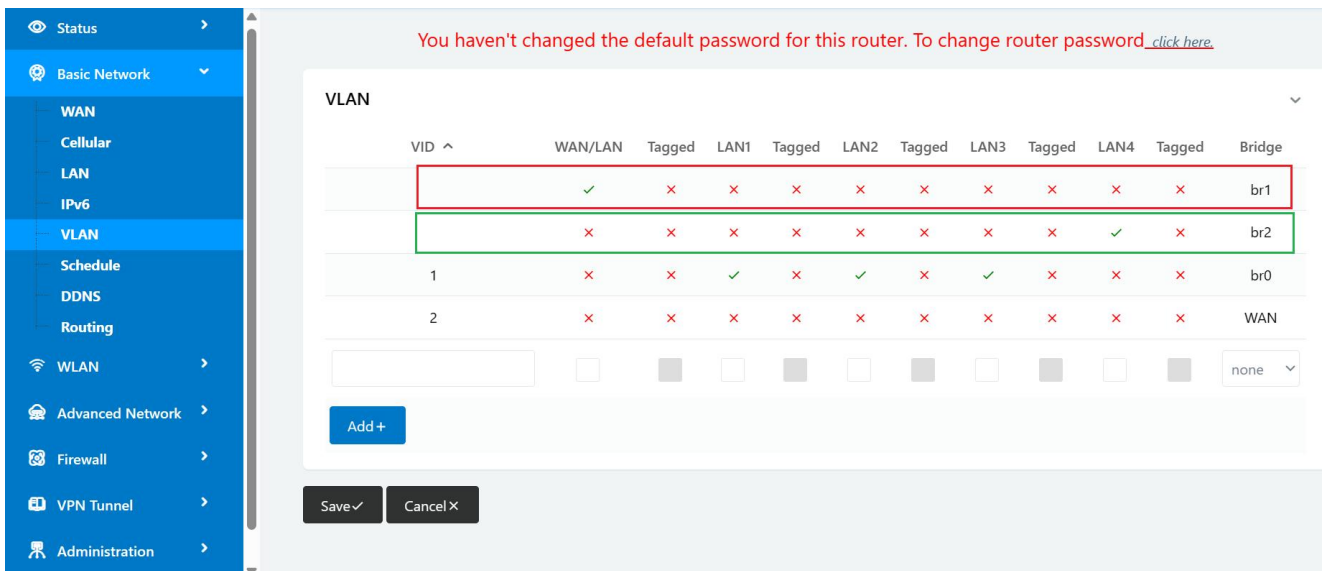 Status
You haven't changed the default password for this router. To change router password click here.
Basic Network
VLAN
WAN
Cellular
LAN
IPv6
VLAN
Schedule
DDNS
Routing
WLAN
Advanced Network
Firewall
VPN Tunnel
Administration
VID WAN/LAN Tagged LAN1 Tagged LAN2 Tagged LAN3 Tagged LAN4 Tagged Bridge
✓ × × × × × × × × × br1
× × × × × × × × ✓ × br2
1 × × ✓ × ✓ × ✓ × × × br0
2 × × × × × × × × × × WAN
none
Add+
Save✓ Cancel×